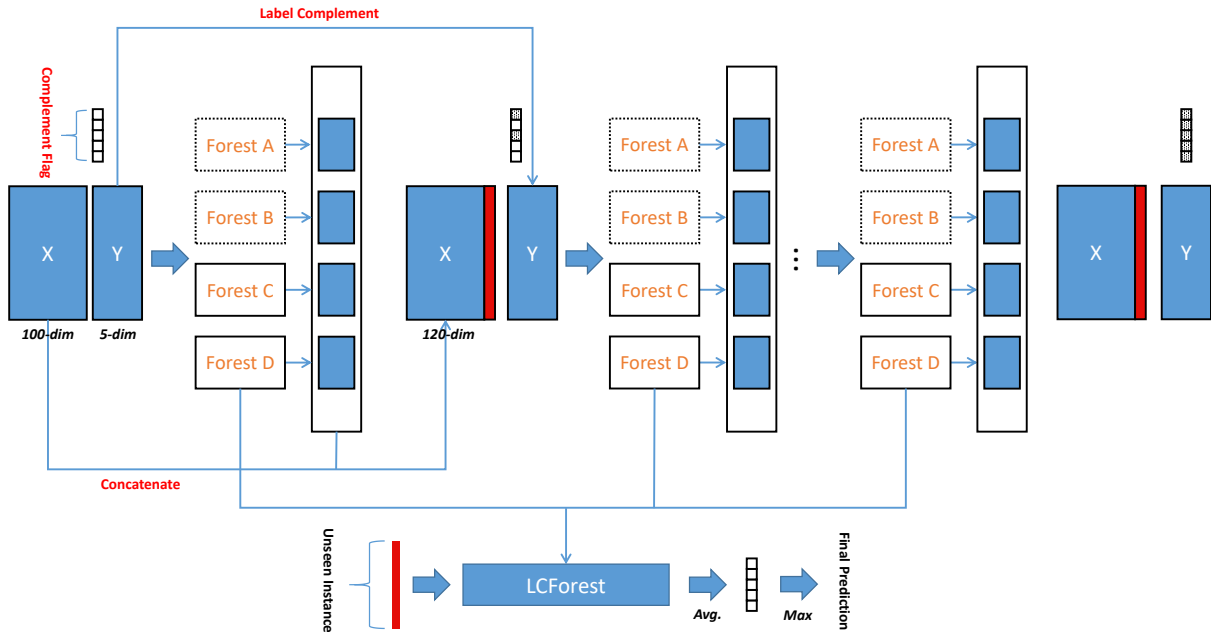 Label Complement
Complement Flag
Forest A
Forest B
Forest C
Forest D
X
Y
100-dim
5-dim
X
Y
120-dim
Forest A
Forest B
Forest C
Forest D
...
Forest A
Forest B
Forest C
Forest D
X
Y
Concatenate
Unseen Instance
LCForest
Avg.
Max
Final Prediction